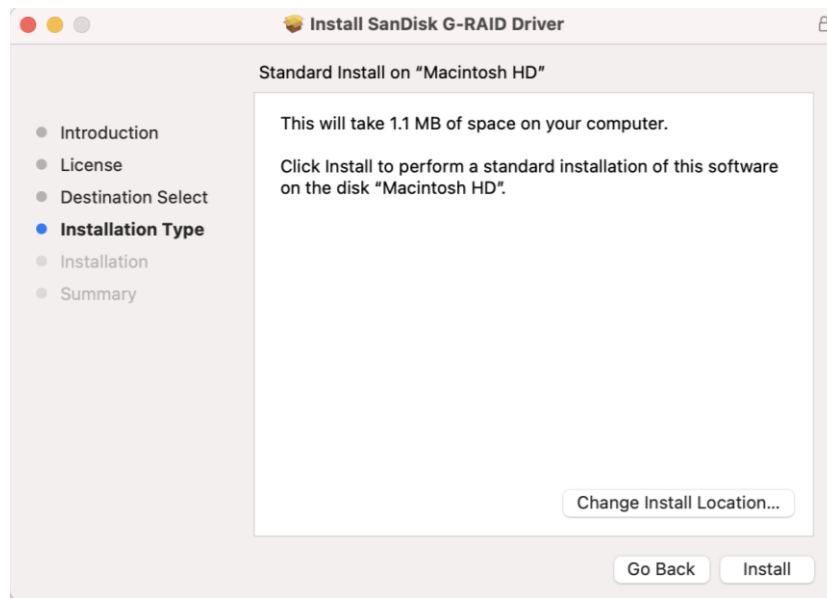 Install SanDisk G-RAID Driver
Standard Install on “Macintosh HD”
Introduction
License
Destination Select
Installation Type
Installation
Summary
This will take 1.1 MB of space on your computer.
Click Install to perform a standard installation of this software
on the disk “Macintosh HD”.
Change Install Location...
Go Back
Install